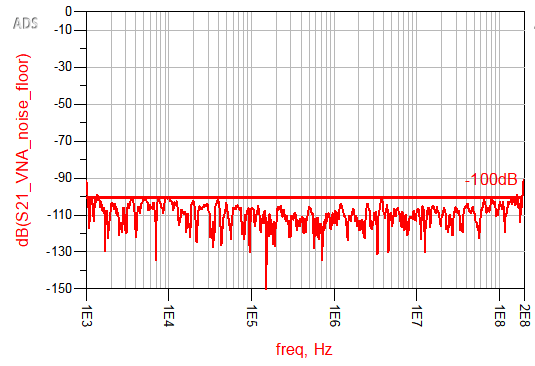 ADS
dB(S21_VNA_noise_floor)
0
-10
-30
-50
-70
-90
-110
-130
-150
-100dB
1E3
1E4
1E5
1E6
1E7
1E8
2E8
freq, Hz